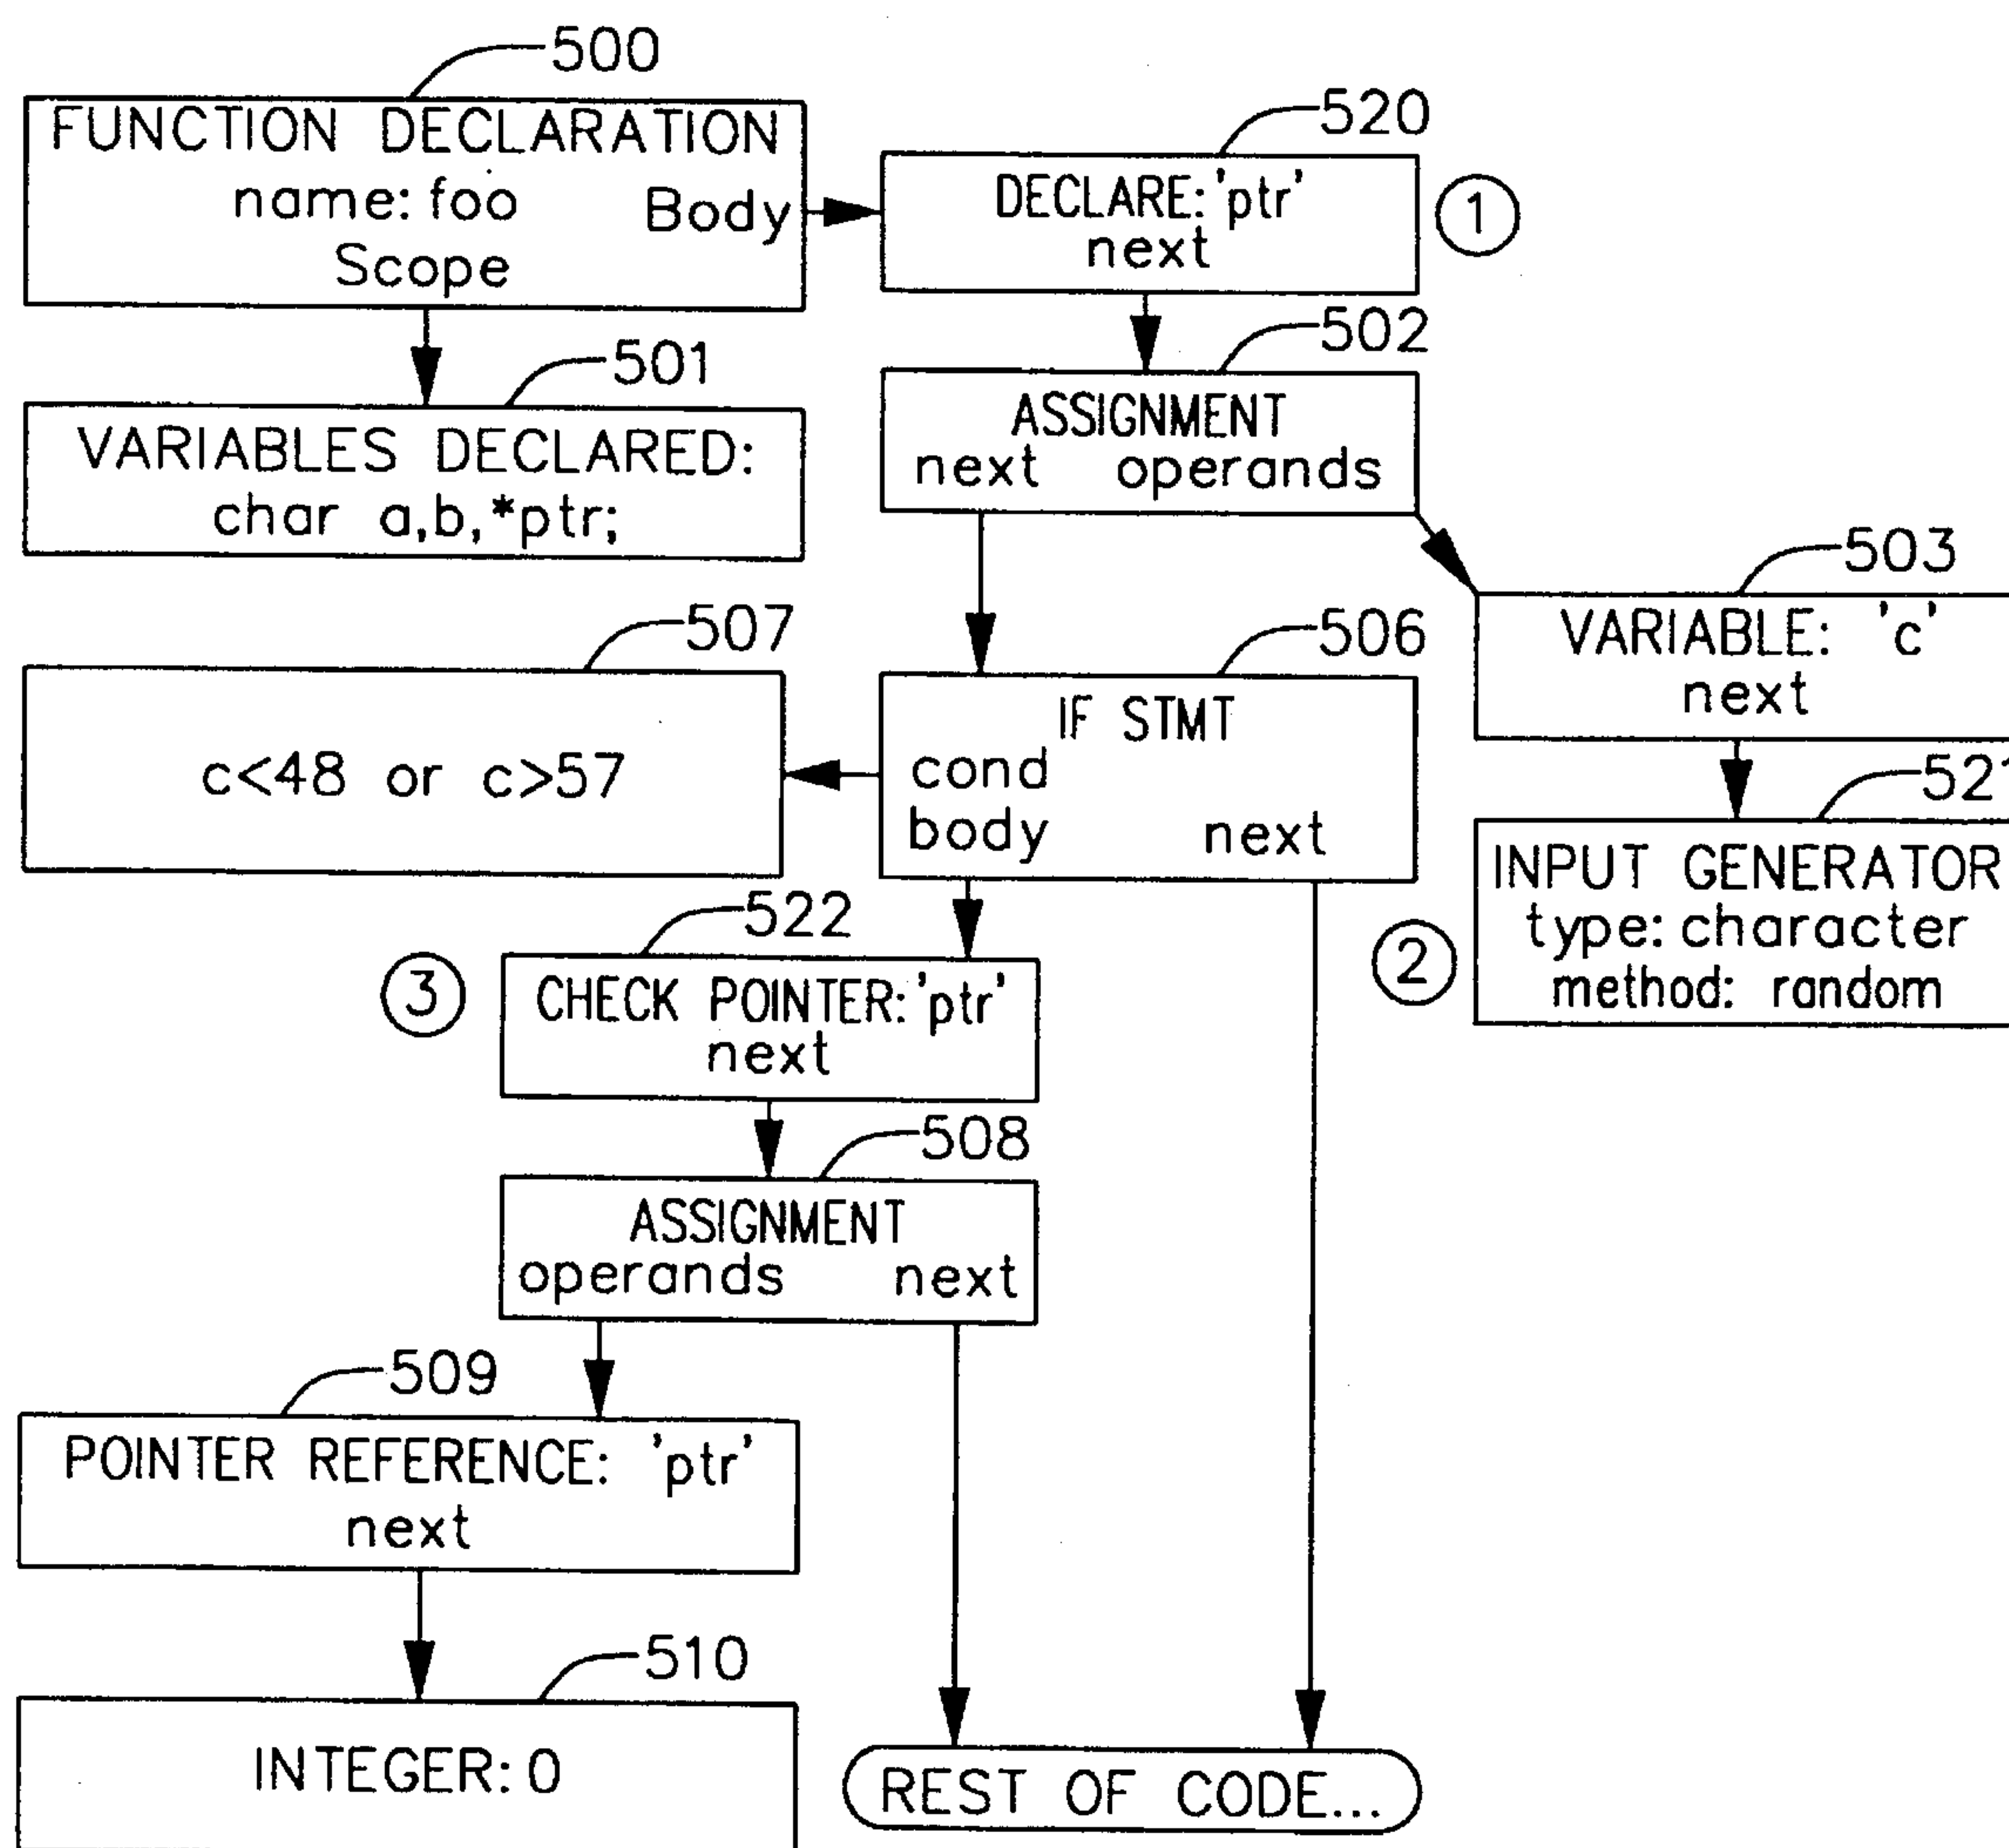 500
FUNCTION DECLARATION
name: foo
Body
Scope
520
DECLARE: 'ptr'
next
1
501
VARIABLES DECLARED:
char a,b,*ptr;
502
ASSIGNMENT
next operands
503
VARIABLE: 'c'
next
507
c<48 or c>57
506
IF STMT
cond
body next
521
INPUT GENERATOR
type: character
method: random
2
522
3
CHECK POINTER: 'ptr'
next
508
ASSIGNMENT
operands next
509
POINTER REFERENCE: 'ptr'
next
510
INTEGER: 0
REST OF CODE...